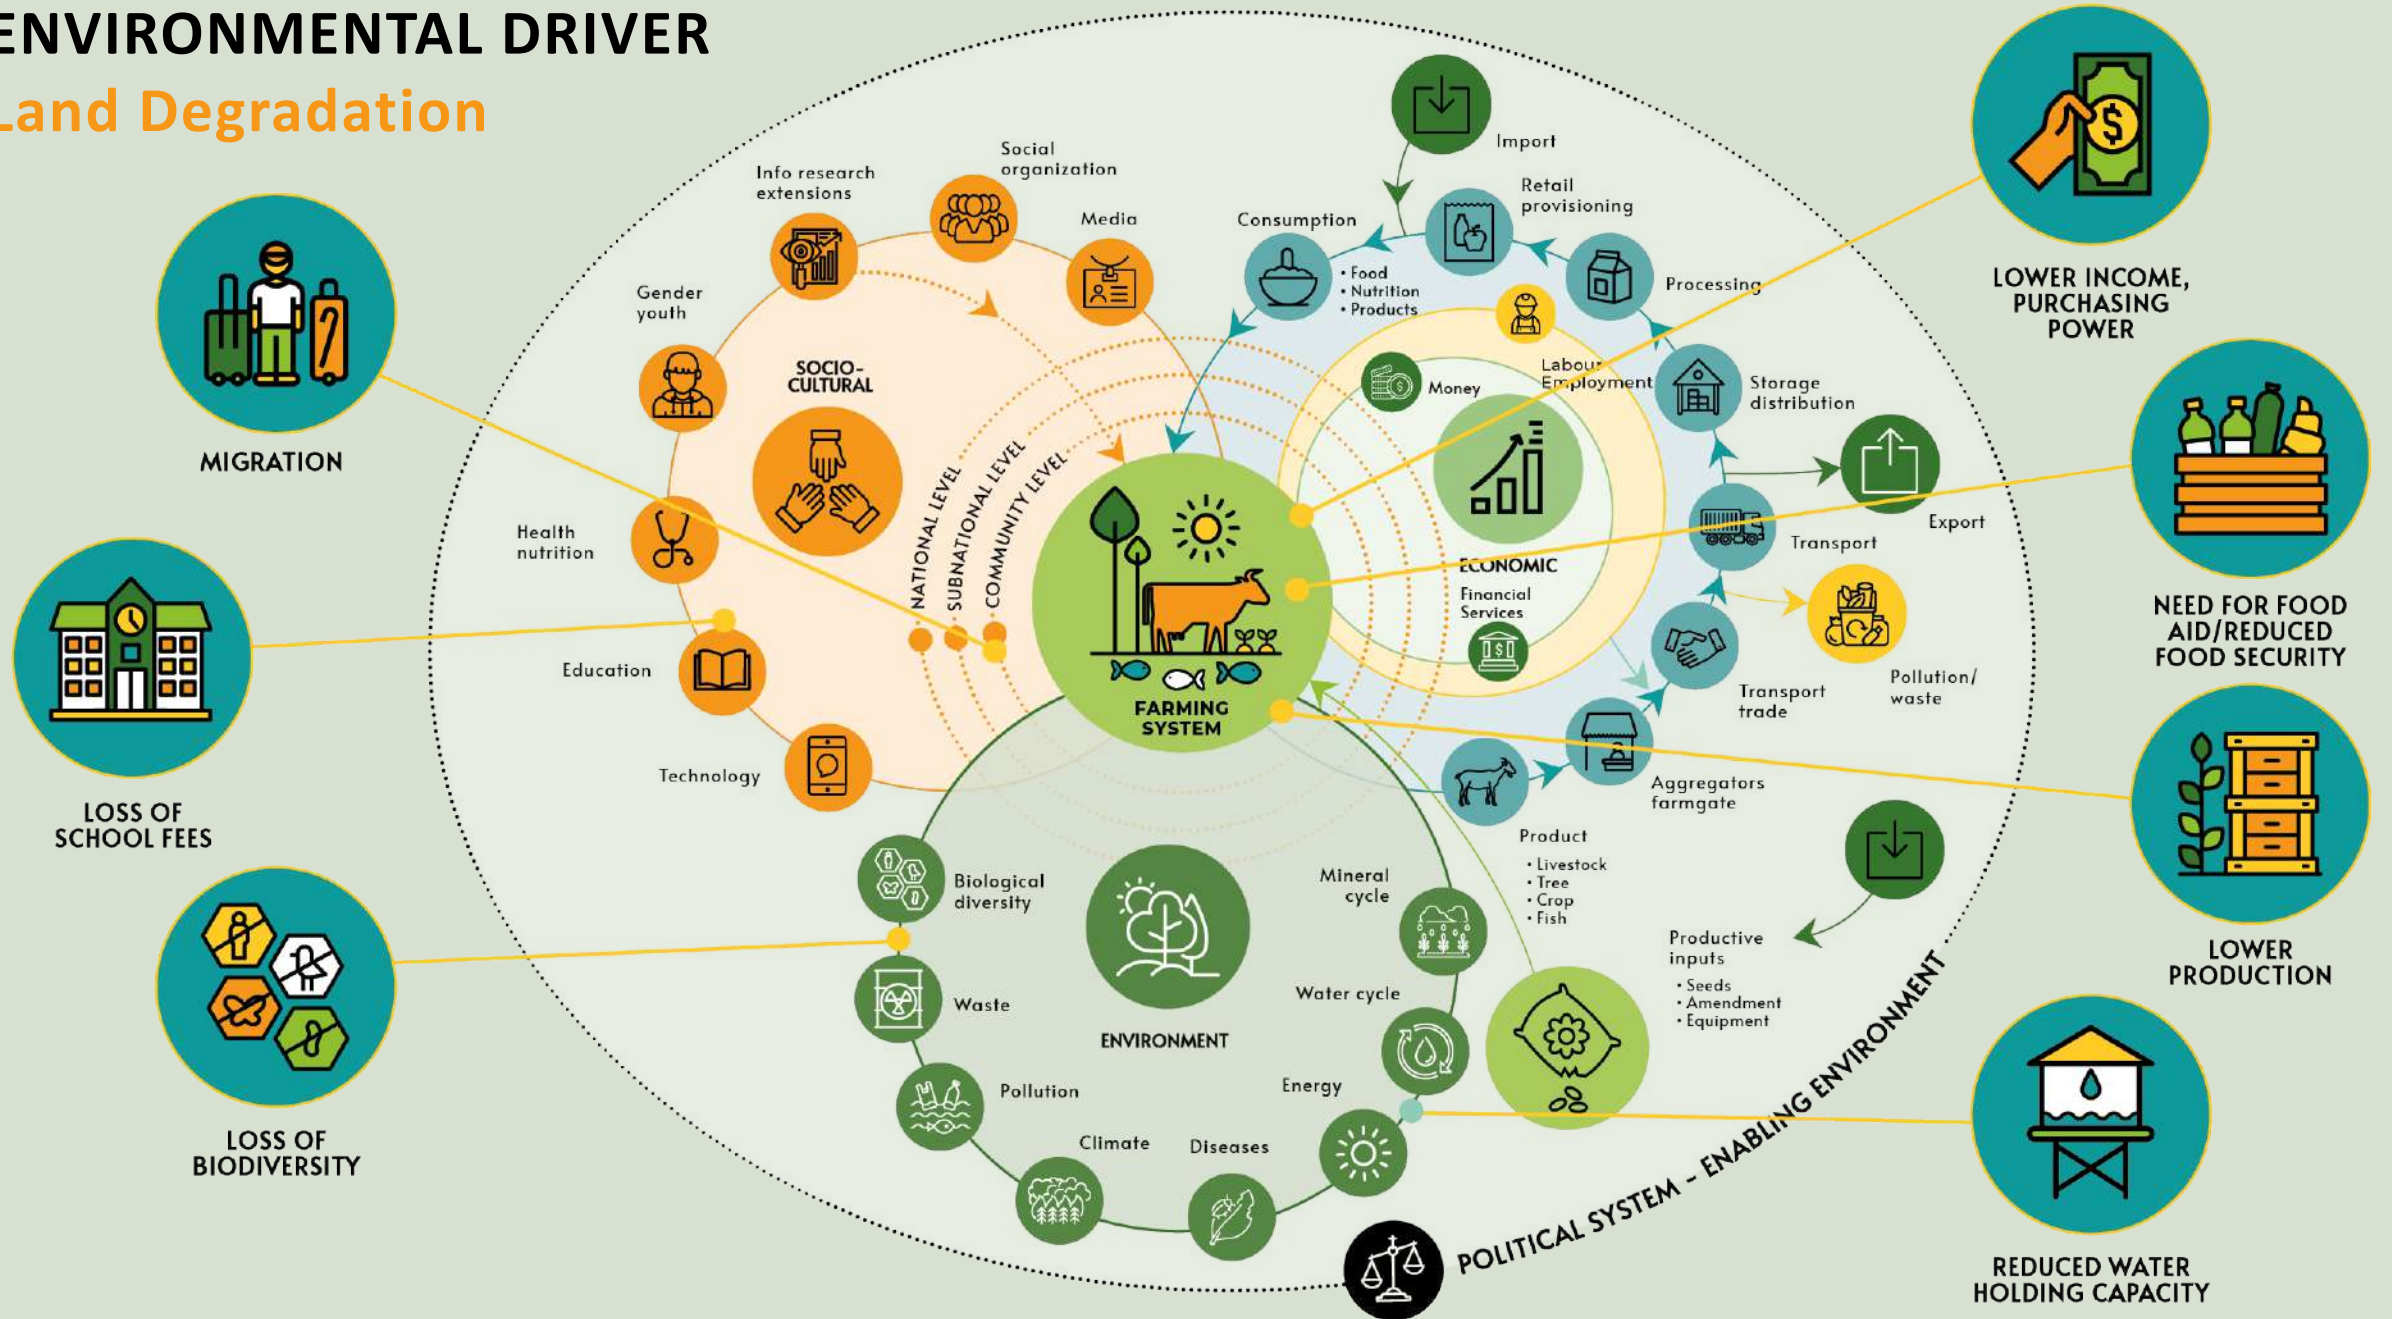 ENVIRONMENTAL DRIVER
Land Degradation
MIGRATION
LOSS OF
SCHOOL FEES
LOSS OF
BIODIVERSITY
Info research
extensions
Social
organization
Media
Gender
youth
SOCIO-
CULTURAL
Health
nutrition
Education
Technology
NATIONAL LEVEL
SUBNATIONAL LEVEL
COMMUNITY LEVEL
Import
Retail
provisioning
Consumption
• Food
• Nutrition
• Products
Processing
Labour
Employment
Money
Storage
distribution
Export
ECONOMIC
Financial
Services
Transport
Pollution/
waste
Transport
trade
Aggregators
farmgate
Product
• Livestock
• Tree
• Crop
• Fish
FARMING
SYSTEM
Productive
inputs
• Seeds
• Amendment
• Equipment
Biological
diversity
Waste
Pollution
Climate
Diseases
Energy
Water cycle
Mineral
cycle
ENVIRONMENT
POLITICAL SYSTEM - ENABLING ENVIRONMENT
LOWER INCOME,
PURCHASING
POWER
NEED FOR FOOD
AID/REDUCED
FOOD SECURITY
LOWER
PRODUCTION
REDUCED WATER
HOLDING CAPACITY